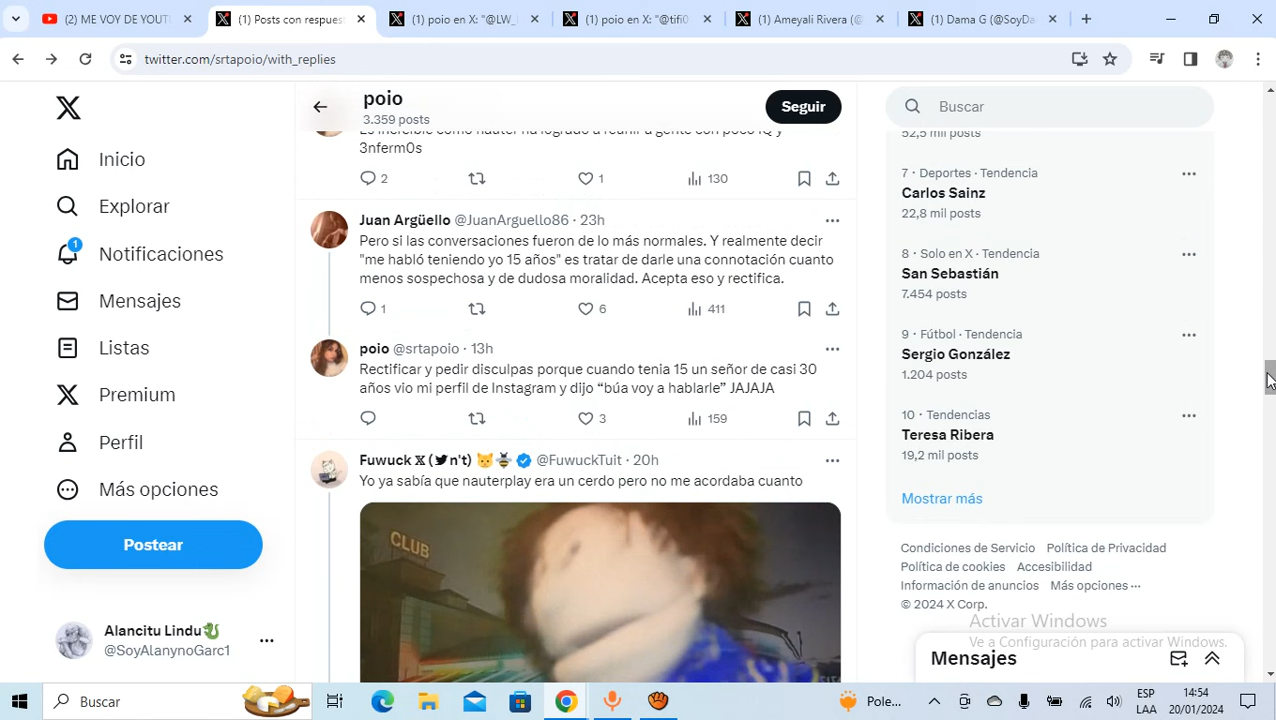 (2) ME VOY DE YOUT
(1) Posts con respues
(1) poio en X: "@LW_
(1) poio en X: "@tifi0
(1) Ameyali Rivera (@
(1) Dama G (@SoyDa
twitter.com/srtapoio/with_replies
poio
3.359 posts
Seguir
Buscar
Inicio
Explorar
1
Notificaciones
Mensajes
Listas
Premium
Perfil
Más opciones
Postear
Alancitu Lindu
@SoyAlanynoGarc1
Es increíble como nauter ha logrado a reunir a gente con poco IQ y
3nferm0s
2
1
130
Juan Argüello @JuanArguello86 · 23h
Pero si las conversaciones fueron de lo más normales. Y realmente decir
"me habló teniendo yo 15 años" es tratar de darle una connotación cuanto
menos sospechosa y de dudosa moralidad. Acepta eso y rectifica.
1
6
411
poio @srtapoio · 13h
Rectificar y pedir disculpas porque cuando tenia 15 un señor de casi 30
años vio mi perfil de Instagram y dijo “búa voy a hablarle” JAJAJA
3
159
Fuwuck 𝕏 (🐦n't) 🐱🐝 @FuwuckTuit · 20h
Yo ya sabía que nauterplay era un cerdo pero no me acordaba cuanto
CLUB
52,5 mil posts
7 · Deportes · Tendencia
Carlos Sainz
22,8 mil posts
8 · Solo en X · Tendencia
San Sebastián
7.454 posts
9 · Fútbol · Tendencia
Sergio González
1.204 posts
10 · Tendencias
Teresa Ribera
19,2 mil posts
Mostrar más
Condiciones de Servicio Política de Privacidad
Política de cookies Accesibilidad
Información de anuncios Más opciones ···
© 2024 X Corp.
Activar Windows
Ve a Configuración para activar Windows.
Mensajes
Buscar
Pole...
ESP
LAA
14:54
20/01/2024